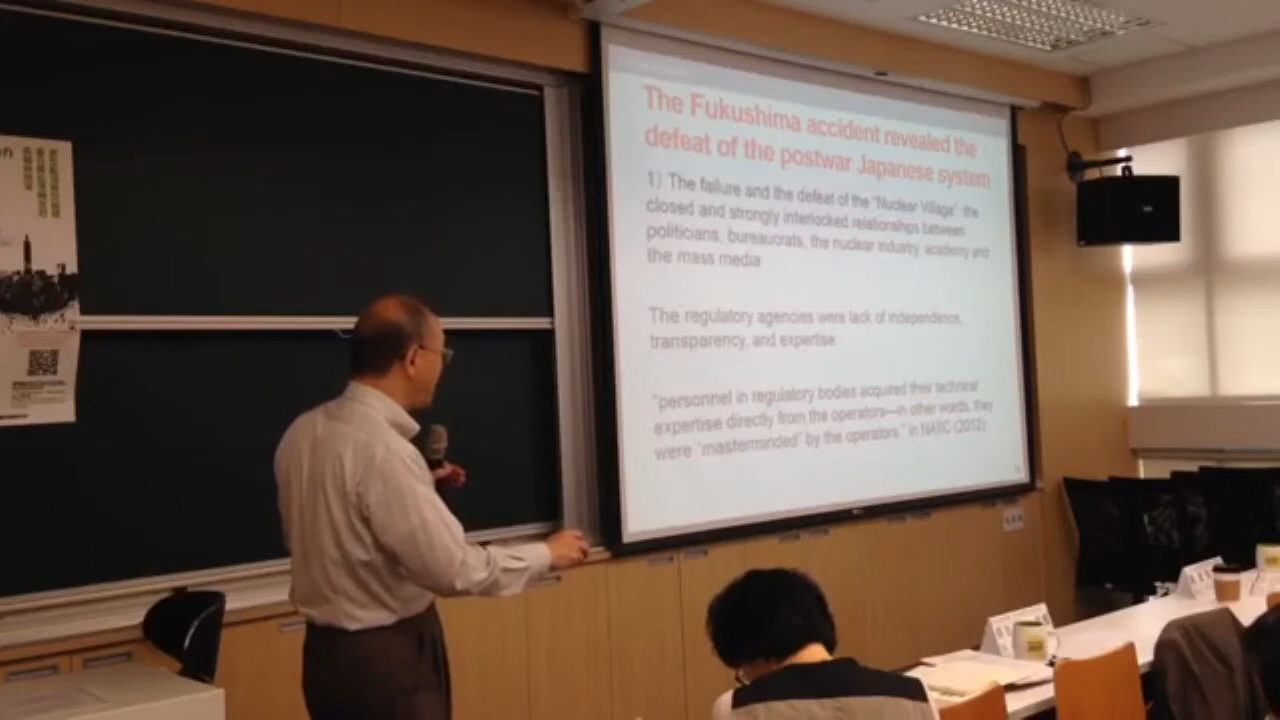 The Fukushima accident revealed the
defeat of the postwar Japanese system
1) The failure and the defeat of the "Nuclear Village": the
closed and strongly interlocked relationships between
politicians, bureaucrats, the nuclear industry, academy and
the mass media
The regulatory agencies were lack of independence,
transparency, and expertise.
"personnel in regulatory bodies acquired their technical
expertise directly from the operators—in other words, they
were "masterminded" by the operators." in NAIIC (2012)